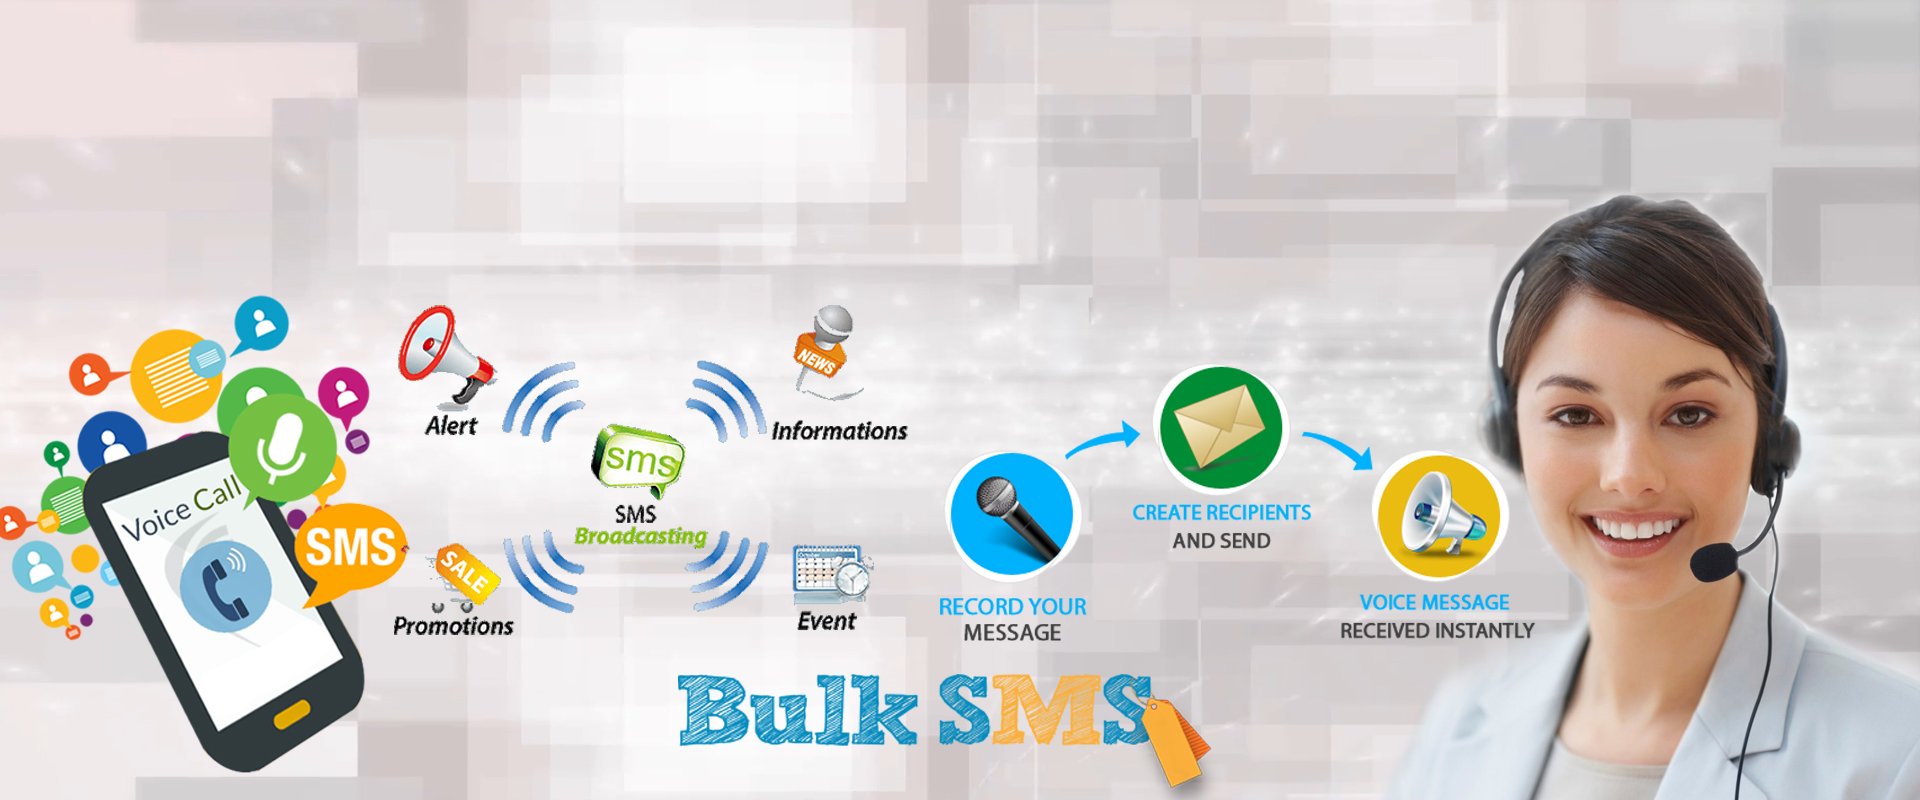 Voice Call
SMS
Alert
NEWS
Informations
sms
SMS
Broadcasting
SALE
Promotions
Event
RECORD YOUR
MESSAGE
CREATE RECIPIENTS
AND SEND
VOICE MESSAGE
RECEIVED INSTANTLY
Bulk SMS